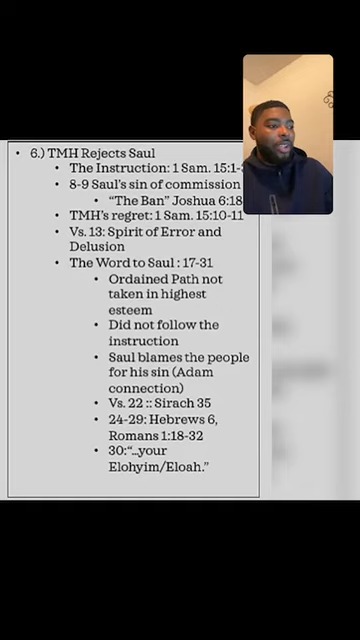 • 6.) TMH Rejects Saul
• The Instruction: 1 Sam. 15:1-
• 8-9 Saul's sin of commission
• "The Ban" Joshua 6:18
• TMH's regret: 1 Sam. 15:10-11
• Vs. 13: Spirit of Error and
Delusion
• The Word to Saul : 17-31
• Ordained Path not
taken in highest
esteem
• Did not follow the
instruction
• Saul blames the people
for his sin (Adam
connection)
• Vs. 22 :: Sirach 35
• 24-29: Hebrews 6,
Romans 1:18-32
• 30:"...your
Elohyim/Eloah."